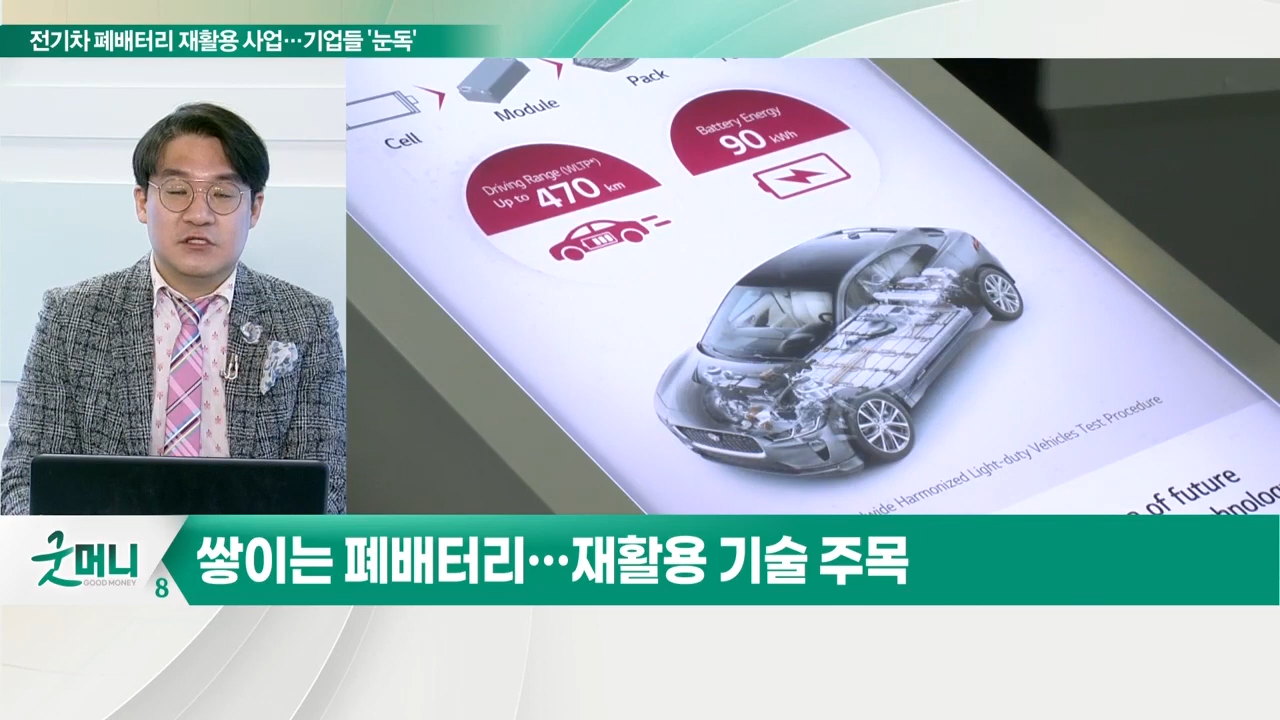 전기차 폐배터리 재활용 사업…기업들 '눈독'
Cell
Module
Pack
Driving Range (WLTP*)
Up to 470 km
Battery Energy
90 kWh
wide Harmonized Light-duty Vehicles Test Procedure
of future
굿머니
GOOD MONEY
8
쌓이는 폐배터리…재활용 기술 주목